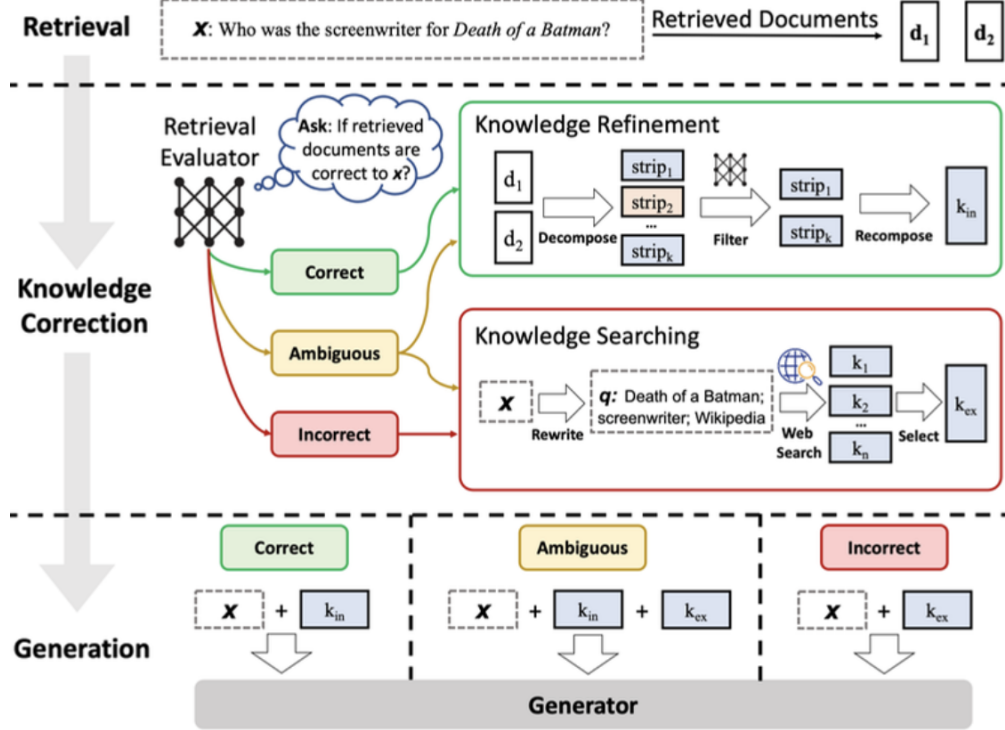 Retrieval
x: Who was the screenwriter for Death of a Batman?
Retrieved Documents
d1
d2
Retrieval
Evaluator
Ask: If retrieved
documents are
correct to x?
Correct
Ambiguous
Incorrect
Knowledge
Correction
Knowledge Refinement
d1
d2
Decompose
strip1
strip2
...
stripk
Filter
strip1
stripk
Recompose
kin
Knowledge Searching
x
Rewrite
q: Death of a Batman;
screenwriter; Wikipedia
Web
Search
k1
k2
...
kn
Select
kex
Generation
Correct
x + kin
Ambiguous
x + kin + kex
Incorrect
x + kex
Generator